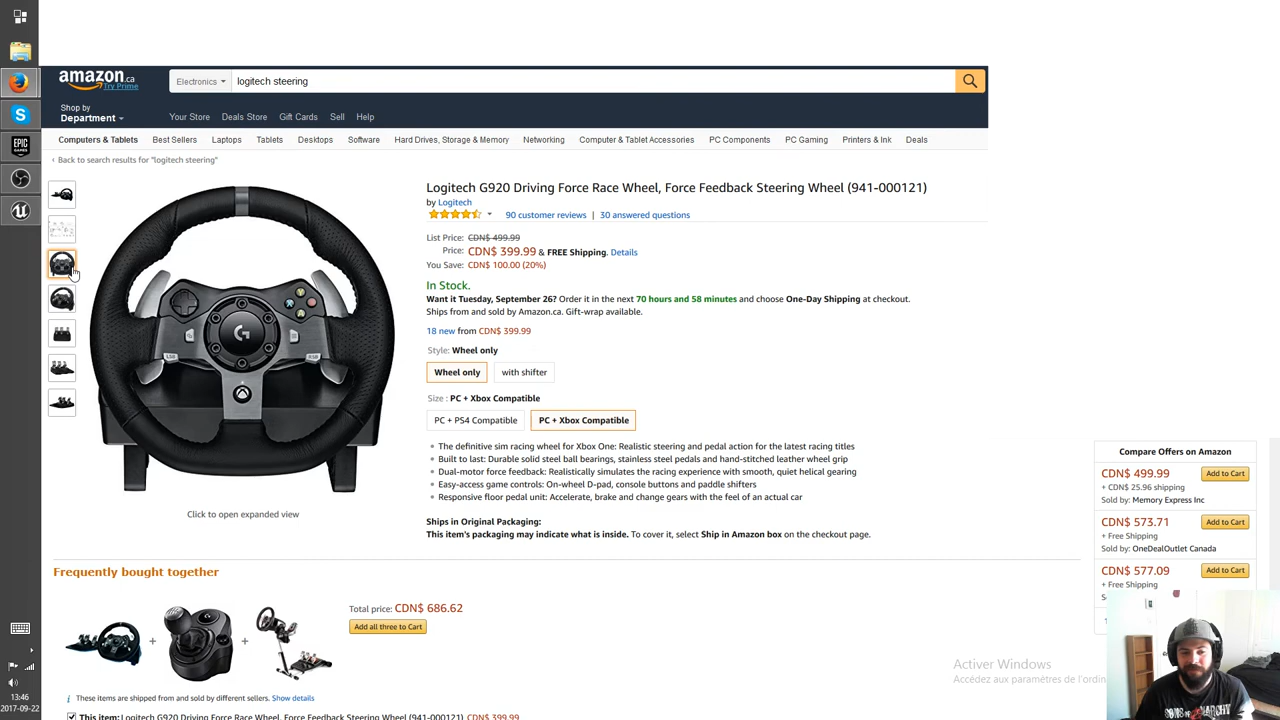 amazon.ca
Try Prime
Electronics
logitech steering
Shop by
Department
Your Store
Deals Store
Gift Cards
Sell
Help
Computers & Tablets
Best Sellers
Laptops
Tablets
Desktops
Software
Hard Drives, Storage & Memory
Networking
Computer & Tablet Accessories
PC Components
PC Gaming
Printers & Ink
Deals
‹ Back to search results for "logitech steering"
Logitech G920 Driving Force Race Wheel, Force Feedback Steering Wheel (941-000121)
by Logitech
90 customer reviews | 30 answered questions
List Price: CDN$ 499.99
Price: CDN$ 399.99 & FREE Shipping. Details
You Save: CDN$ 100.00 (20%)
In Stock.
Want it Tuesday, September 26? Order it in the next 70 hours and 58 minutes and choose One-Day Shipping at checkout.
Ships from and sold by Amazon.ca. Gift-wrap available.
18 new from CDN$ 399.99
Style: Wheel only
Wheel only
with shifter
Size : PC + Xbox Compatible
PC + PS4 Compatible
PC + Xbox Compatible
The definitive sim racing wheel for Xbox One: Realistic steering and pedal action for the latest racing titles
Built to last: Durable solid steel ball bearings, stainless steel pedals and hand-stitched leather wheel grip
Dual-motor force feedback: Realistically simulates the racing experience with smooth, quiet helical gearing
Easy-access game controls: On-wheel D-pad, console buttons and paddle shifters
Responsive floor pedal unit: Accelerate, brake and change gears with the feel of an actual car
Click to open expanded view
Ships in Original Packaging:
This item's packaging may indicate what is inside. To cover it, select Ship in Amazon box on the checkout page.
Compare Offers on Amazon
CDN$ 499.99
Add to Cart
+ CDN$ 25.96 shipping
Sold by: Memory Express Inc
CDN$ 573.71
Add to Cart
+ Free Shipping
Sold by: OneDealOutlet Canada
CDN$ 577.09
Add to Cart
+ Free Shipping
Frequently bought together
Total price: CDN$ 686.62
Add all three to Cart
These items are shipped from and sold by different sellers. Show details
This item: Logitech G920 Driving Force Race Wheel, Force Feedback Steering Wheel (941-000121) CDN$ 399.99
Activer Windows
Accédez aux paramètres de l'ordin
EPIC
GAMES
13:46
2017-09-22
LSB
RSB
SONS OF ANARCHY